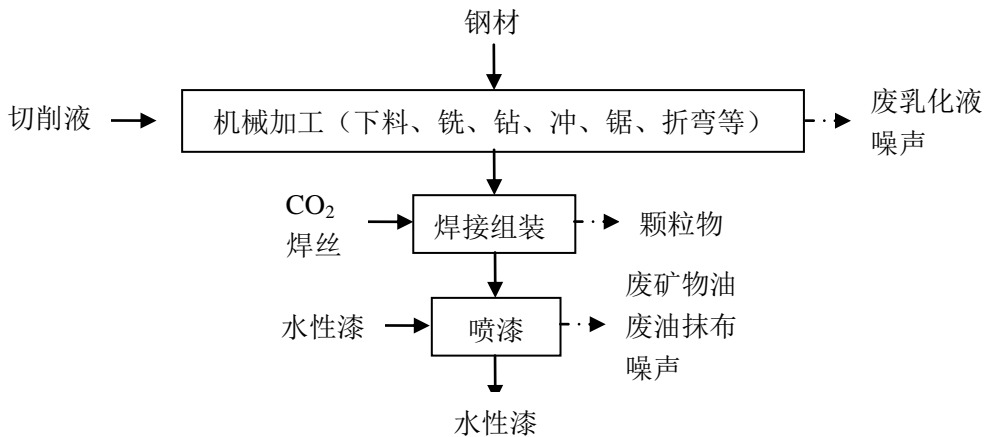 钢材
切削液
机械加工（下料、铣、钻、冲、锯、折弯等）
废乳化液
噪声
CO₂
焊丝
焊接组装
颗粒物
水性漆
喷漆
废矿物油
废油抹布
噪声
水性漆